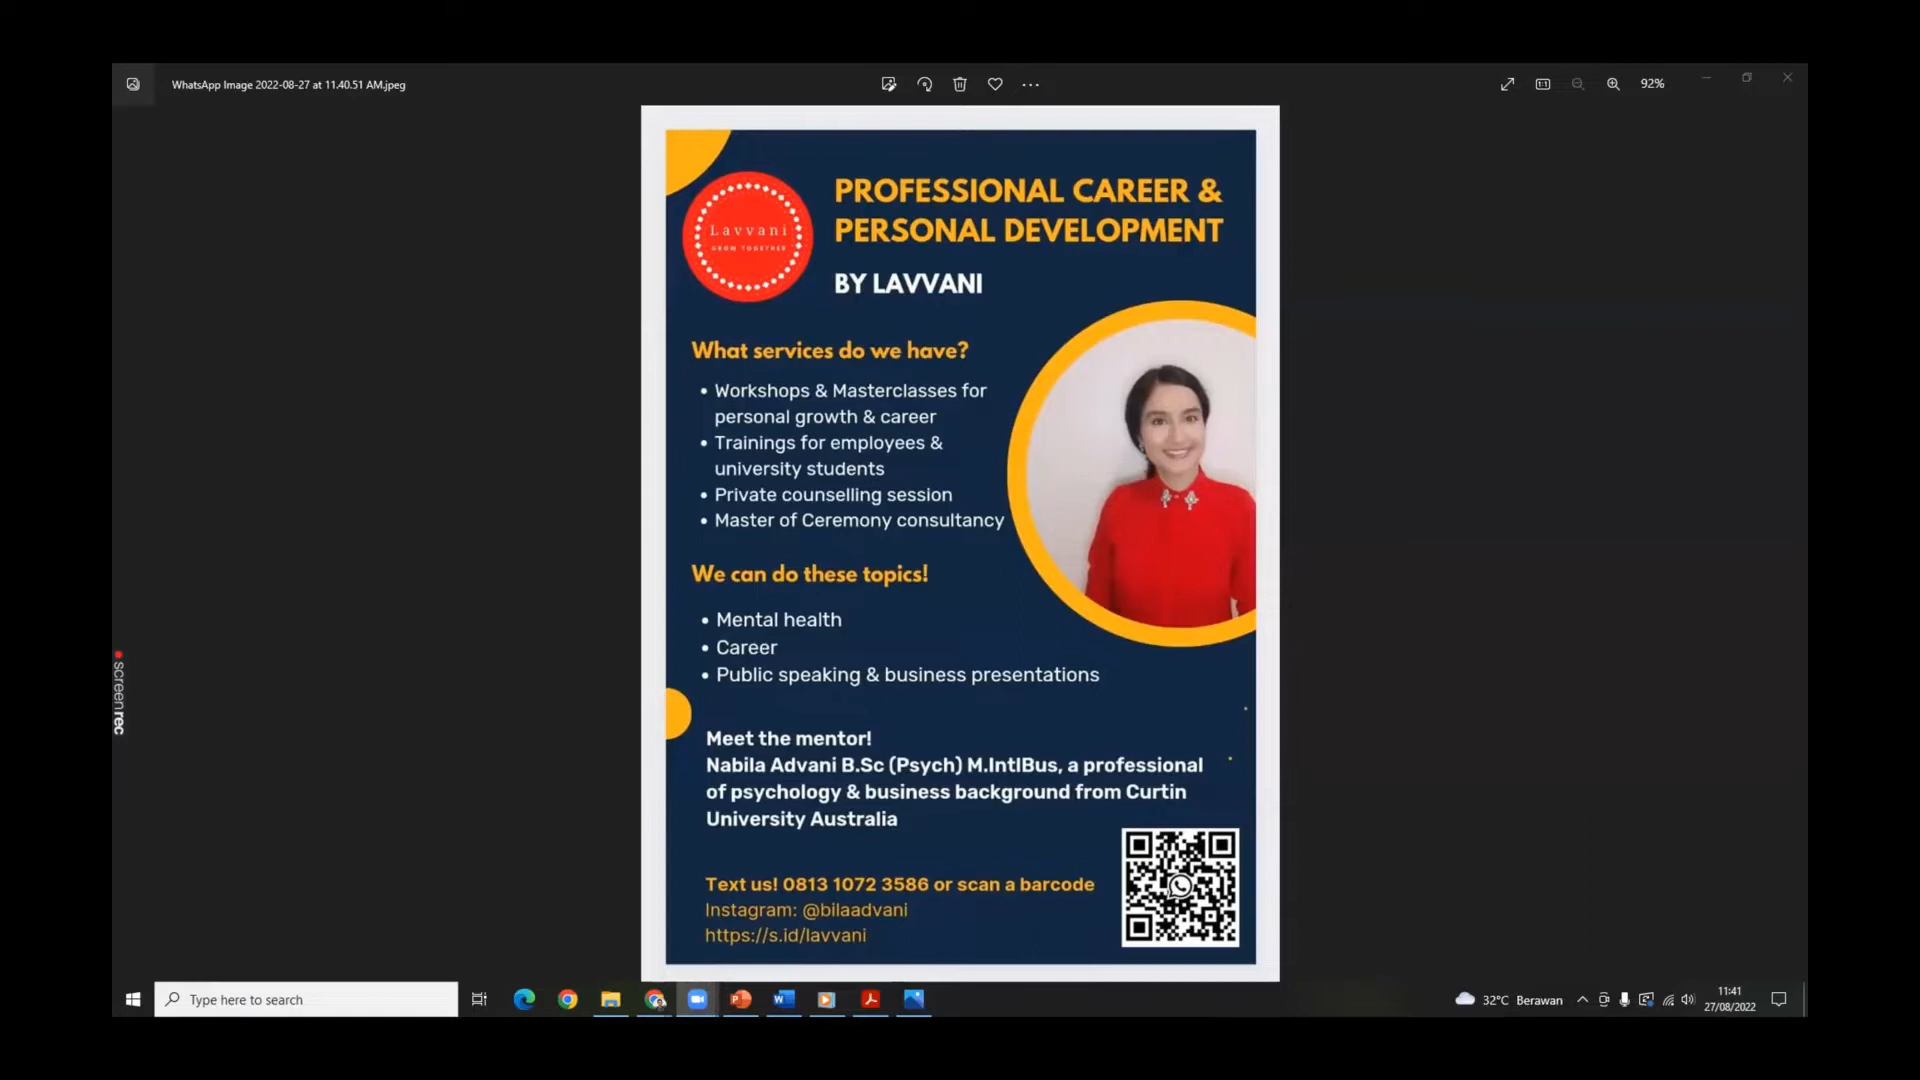 WhatsApp Image 2022-08-27 at 11.40.51 AM.jpeg
92%
Lavvani
GROW TOGETHER
PROFESSIONAL CAREER &
PERSONAL DEVELOPMENT
BY LAVVANI
What services do we have?
• Workshops & Masterclasses for
personal growth & career
• Trainings for employees &
university students
• Private counselling session
• Master of Ceremony consultancy
We can do these topics!
• Mental health
• Career
• Public speaking & business presentations
Meet the mentor!
Nabila Advani B.Sc (Psych) M.IntlBus, a professional
of psychology & business background from Curtin
University Australia
Text us! 0813 1072 3586 or scan a barcode
Instagram: @bilaadvani
https://s.id/lavvani
screenrec
Type here to search
32°C Berawan
11:41
27/08/2022